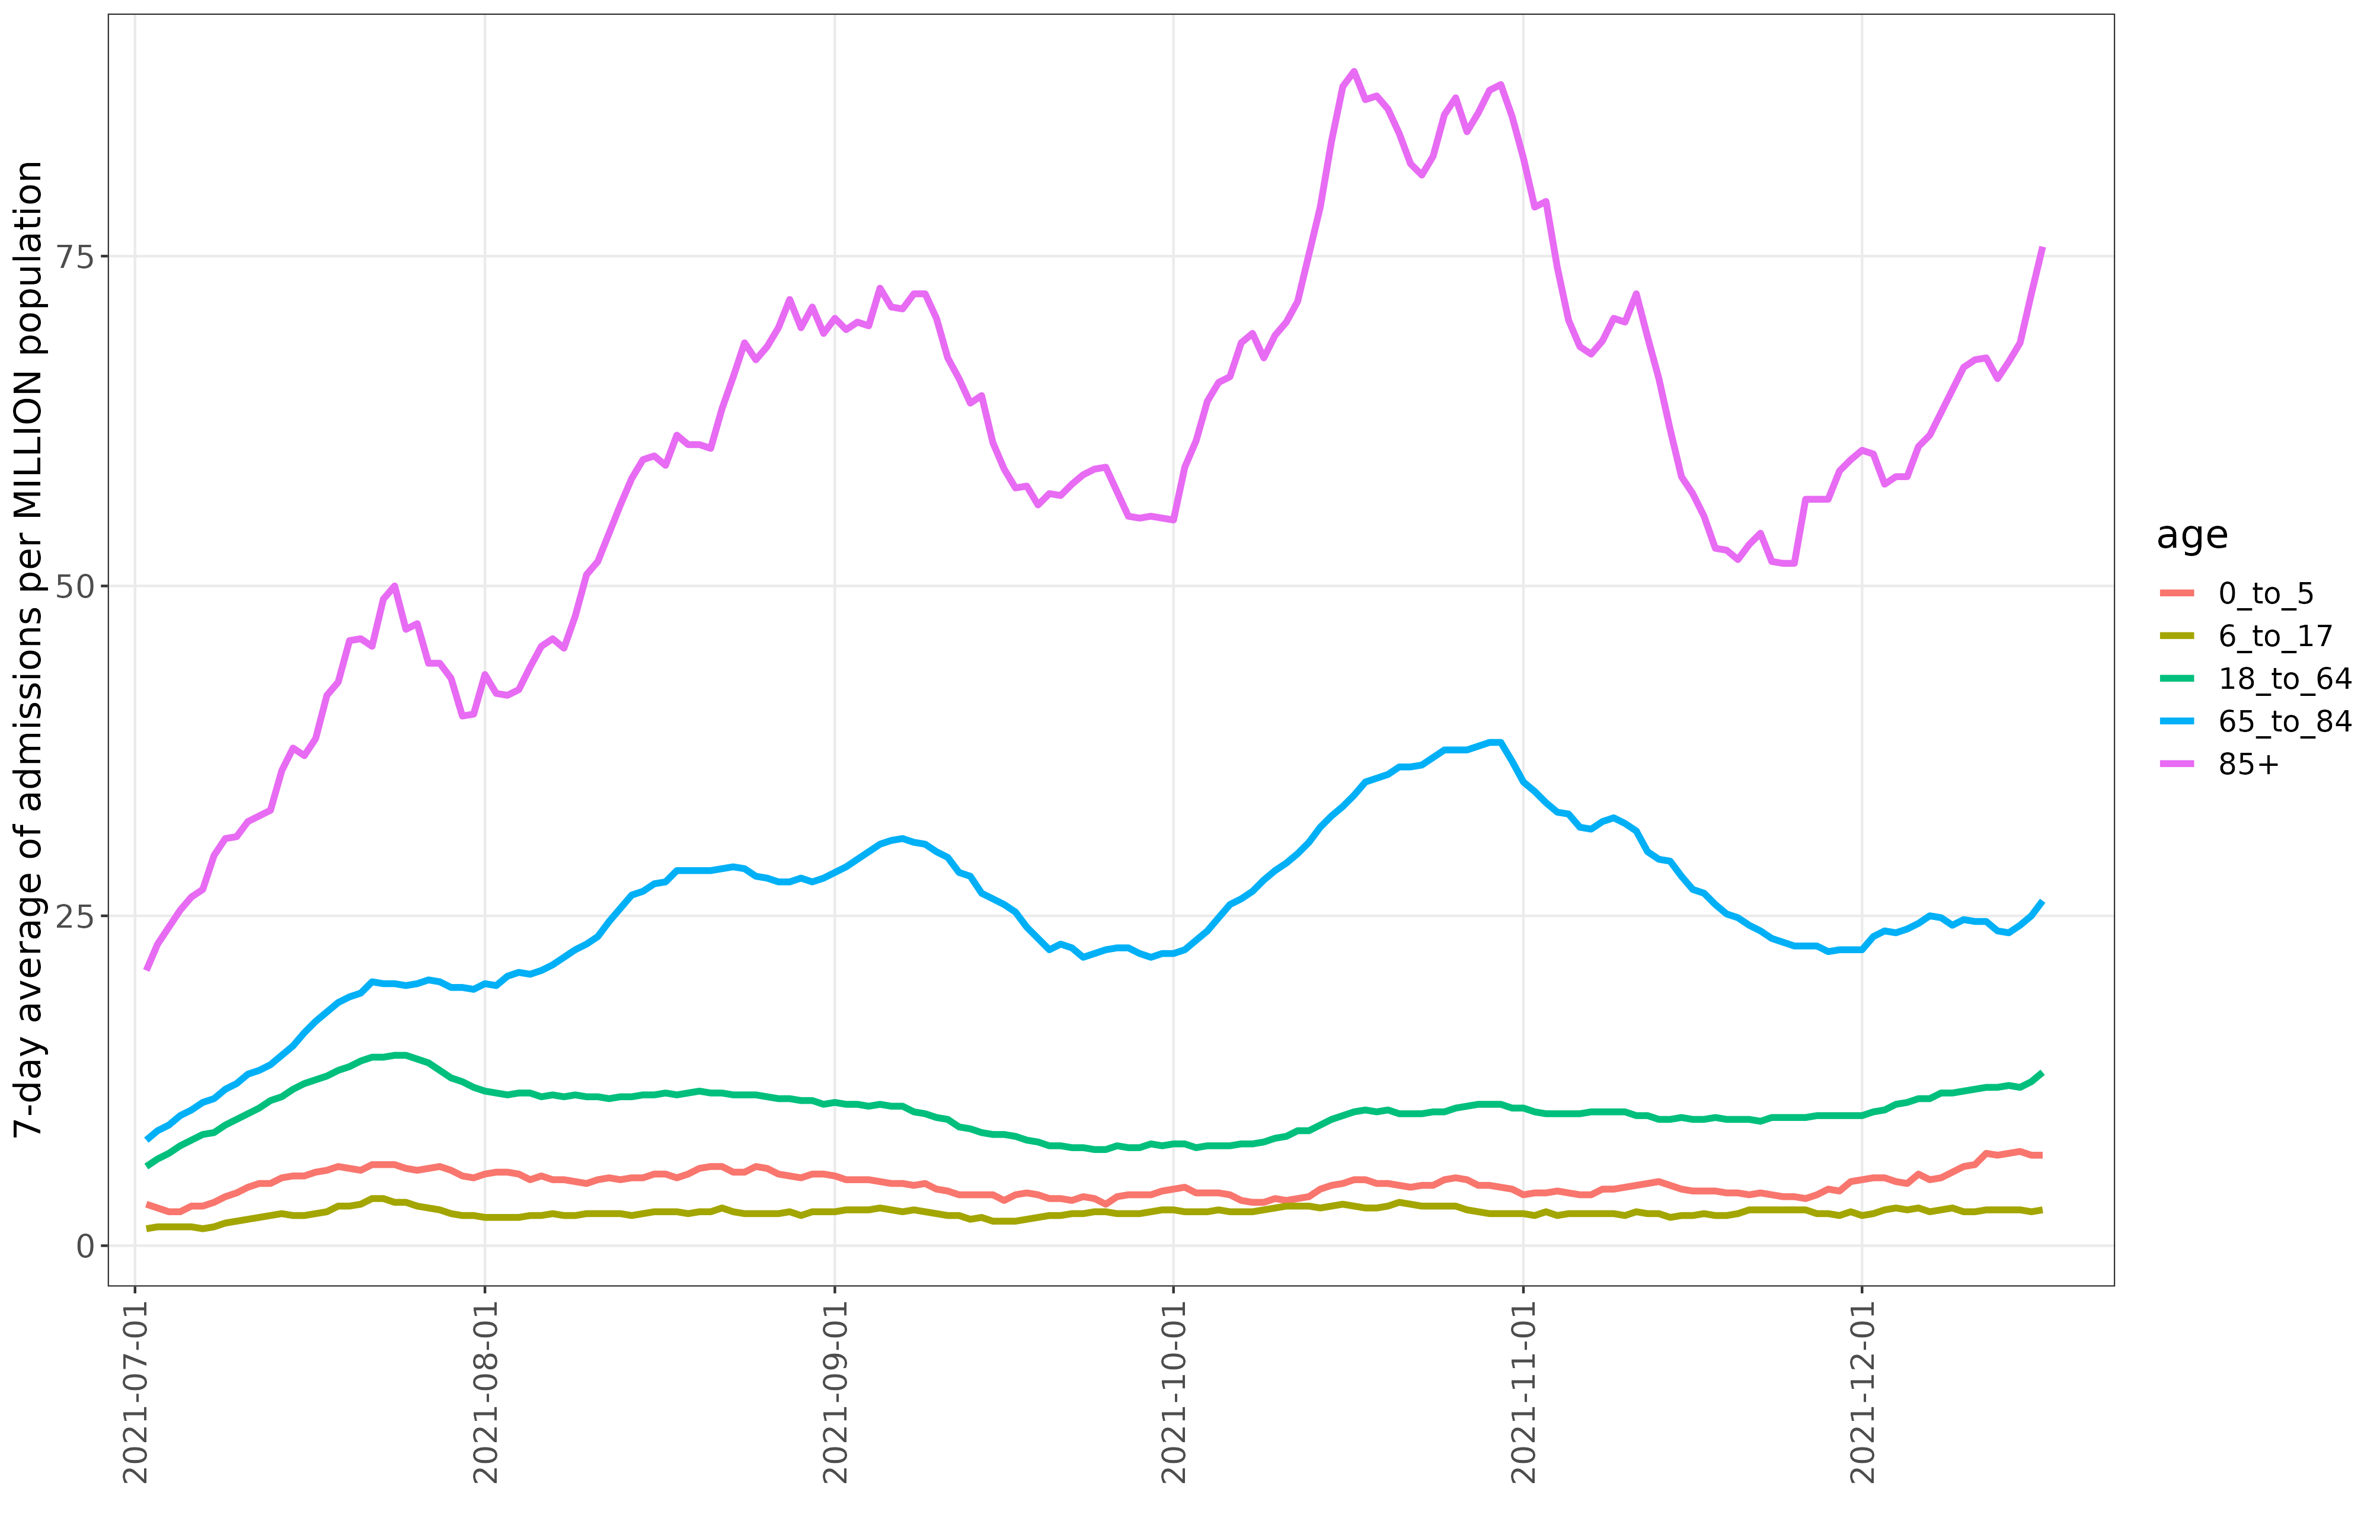 7-day average of admissions per MILLION population
75
50
25
0
2021-07-01
2021-08-01
2021-09-01
2021-10-01
2021-11-01
2021-12-01
age
0_to_5
6_to_17
18_to_64
65_to_84
85+